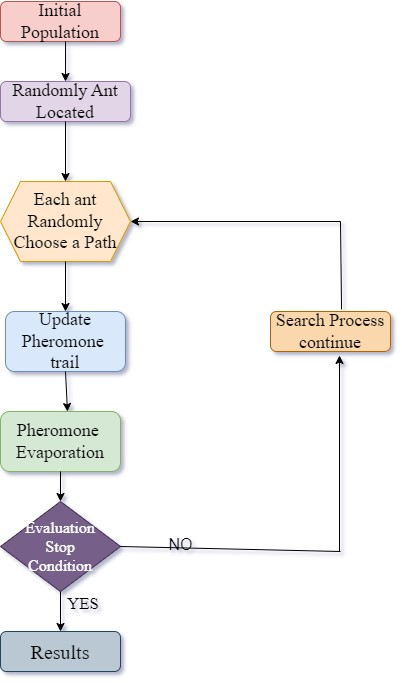 Initial
Population
Randomly Ant
Located
Each ant
Randomly
Choose a Path
Update
Pheromone
trail
Search Process
continue
Pheromone
Evaporation
Evaluation
Stop
Condition
NO
YES
Results